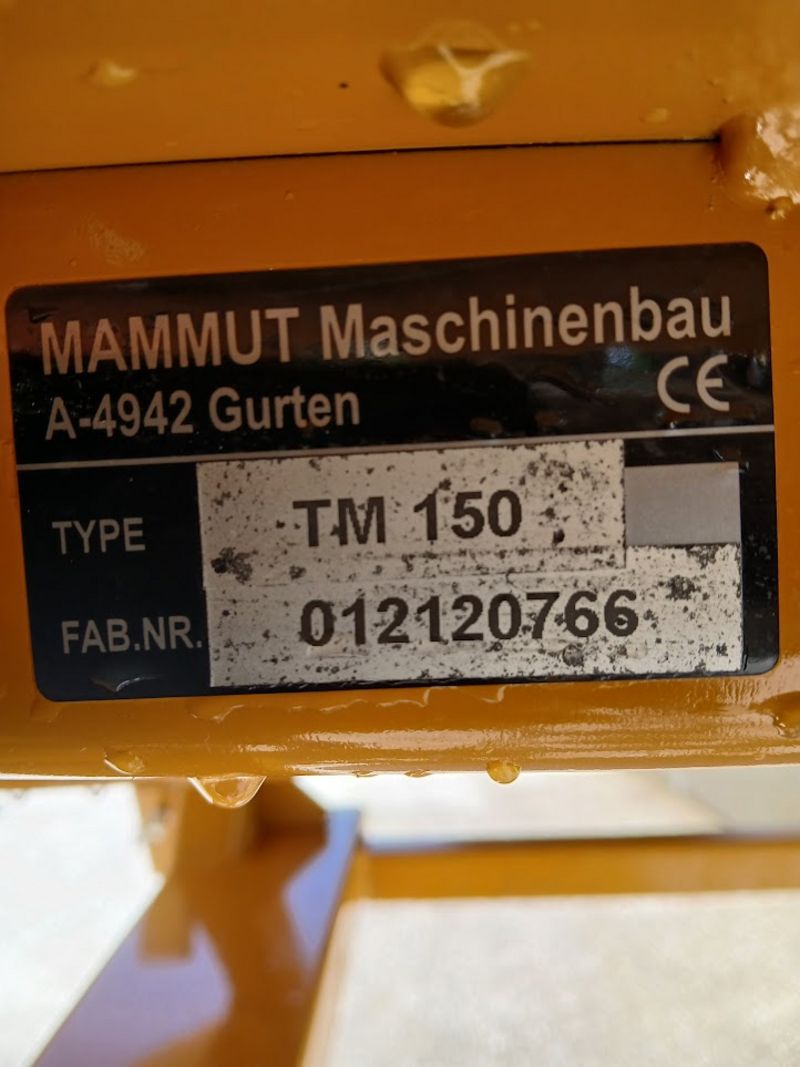 MAMMUT Maschinenbau
A-4942 Gurten CE
TYPE TM 150
FAB.NR. 012120766